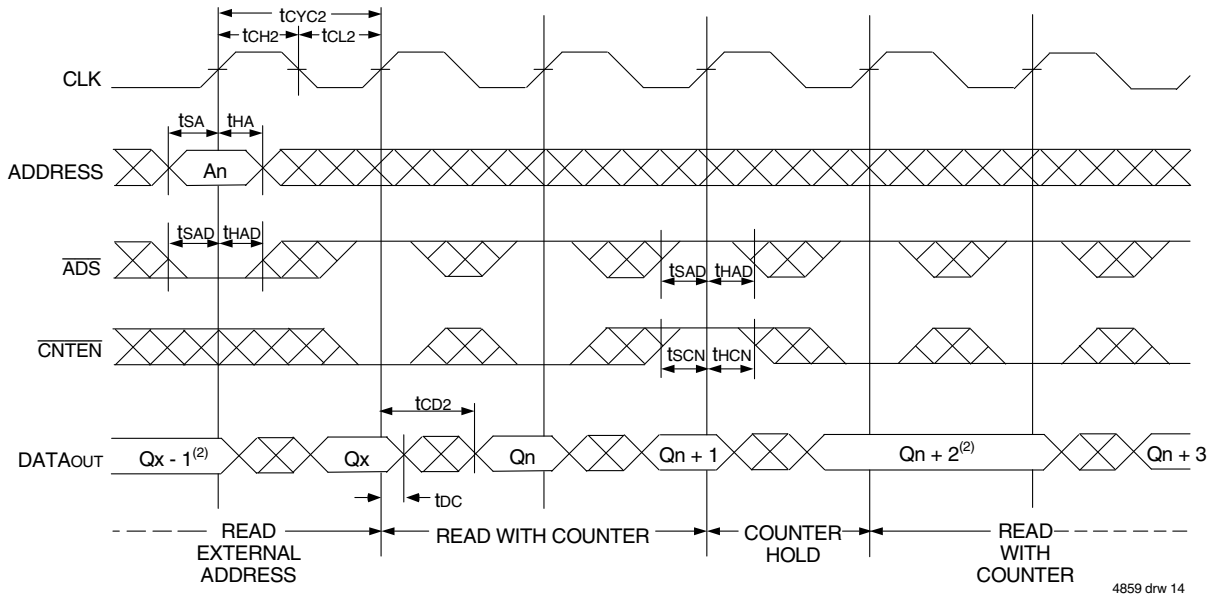 tCYC2
tCH2 tCL2
CLK
tSA tHA
ADDRESS An
tSAD tHAD
ADS
tSAD tHAD
CNTEN
tSCN tHCN
tCD2
DATAOUT Qx - 1(2) Qx Qn Qn + 1 Qn + 2(2) Qn + 3
tDC
READ EXTERNAL ADDRESS
READ WITH COUNTER
COUNTER HOLD
READ WITH COUNTER
4859 drw 14